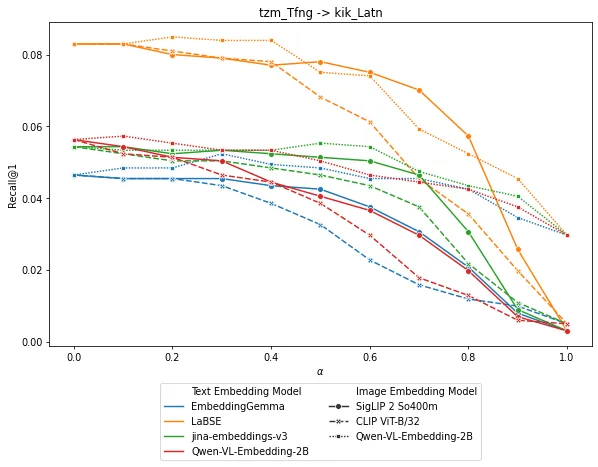 tzm_Tfng -> kik_Latn
0.08
0.06
0.04
0.02
0.00
Recall@1
0.0 0.2 0.4 0.6 0.8 1.0
α
Text Embedding Model
EmbeddingGemma
LaBSE
jina-embeddings-v3
Qwen-VL-Embedding-2B
Image Embedding Model
SigLIP 2 So400m
CLIP ViT-B/32
Qwen-VL-Embedding-2B